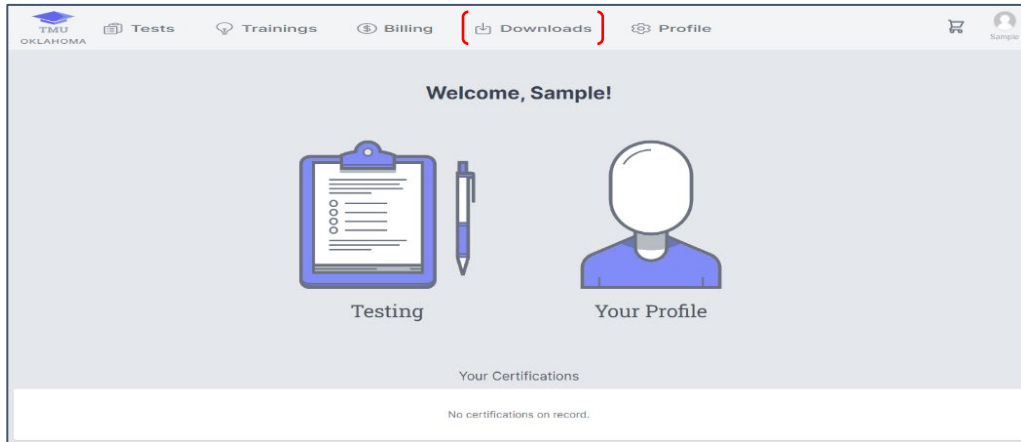 TMU
OKLAHOMA
Tests
Trainings
Billing
Downloads
Profile
Sample
Welcome, Sample!
Testing
Your Profile
Your Certifications
No certifications on record.